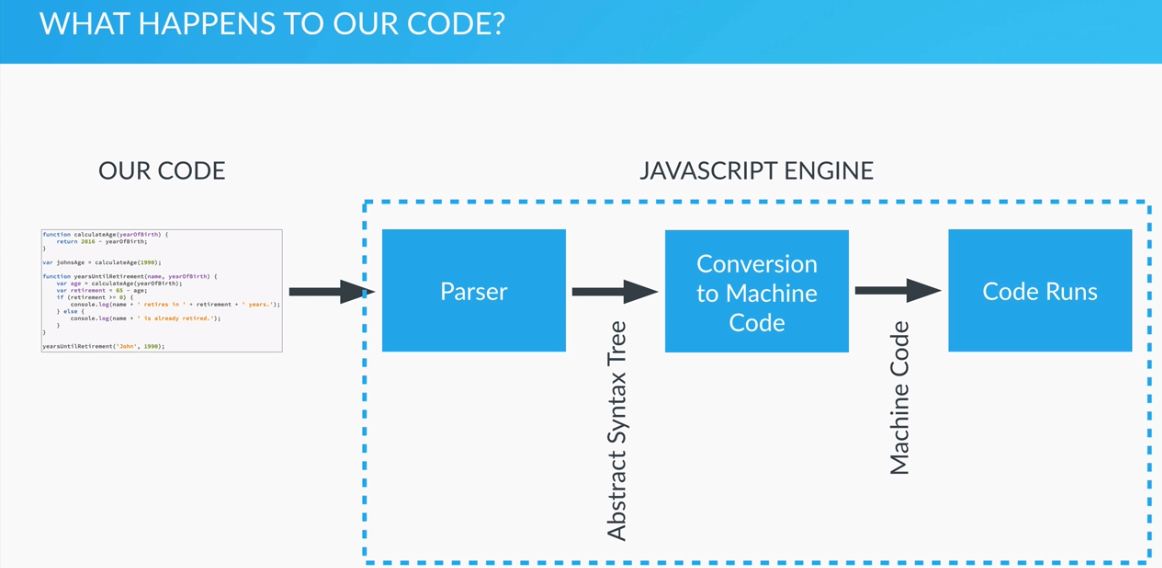 WHAT HAPPENS TO OUR CODE?
OUR CODE
JAVASCRIPT ENGINE
function calculateAge(yearOfBirth) {
return 2016 - yearOfBirth;
}
var johnsAge = calculateAge(1990);
function yearsUntilRetirement(name, yearOfBirth) {
var age = calculateAge(yearOfBirth);
var retirement = 65 - age;
if (retirement >= 0) {
console.log(name + ' retires in ' + retirement + ' years.');
} else {
console.log(name + ' is already retired.');
}
}
yearsUntilRetirement('John', 1990);
Parser
Abstract Syntax Tree
Conversion
to Machine
Code
Machine Code
Code Runs